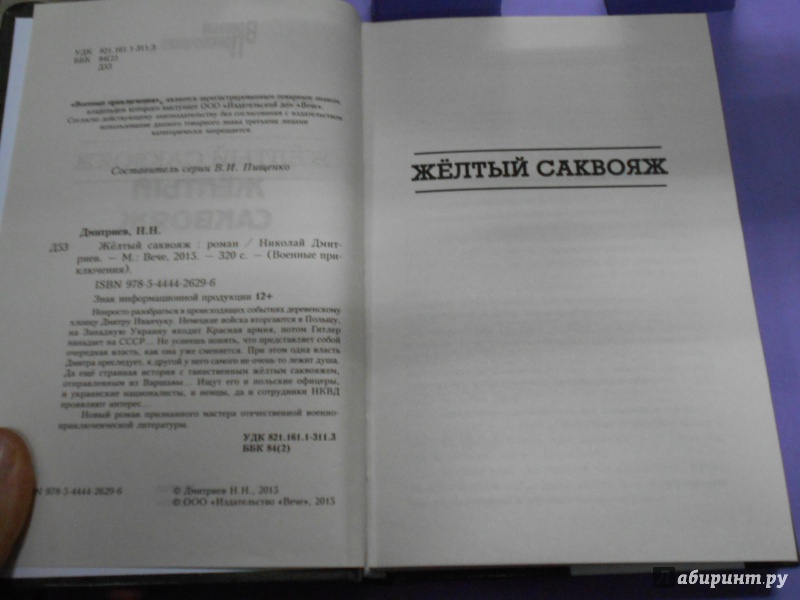 УДК 821.161.1-311.3
ББК 84(2)
Д53
«Военные приключения», являются зарегистрированным товарным знаком,
владельцем которого выступает ООО «Издательский дом «Вече».
Согласно действующему законодательству без согласования с издательством
использование данного товарного знака третьими лицами
категорически запрещается.
Составитель серии В.И. Пищенко
Дмитриев, Н.Н.
Д53 Жёлтый саквояж : роман / Николай Дмит-
риев. — М.: Вече, 2015. — 320 с. — (Военные при-
ключения).
ISBN 978-5-4444-2629-6
Знак информационной продукции 12+
Непросто разобраться в происходящих событиях деревенскому
хлопцу Дмитру Иванчуку. Немецкие войска вторгаются в Польшу,
на Западную Украину входит Красная армия, потом Гитлер
нападает на СССР... Не успеешь понять, что представляет собой
очередная власть, как она уже сменяется. При этом одна власть
Дмитра преследует, к другой у него самого не очень-то лежит душа.
Да ещё странная история с таинственным жёлтым саквояжем,
отправленным из Варшавы... Ищут его и польские офицеры,
и украинские националисты, и немцы, да и сотрудники НКВД
проявляют интерес...
Новый роман признанного мастера отечественной военно-
приключенческой литературы.
УДК 821.161.1-311.3
ББК 84(2)
N 978-5-4444-2629-6
© Дмитриев Н.Н., 2015
© ООО «Издательство «Вече», 2015
ЖЁЛТЫЙ САКВОЯЖ
Лабиринт.ру